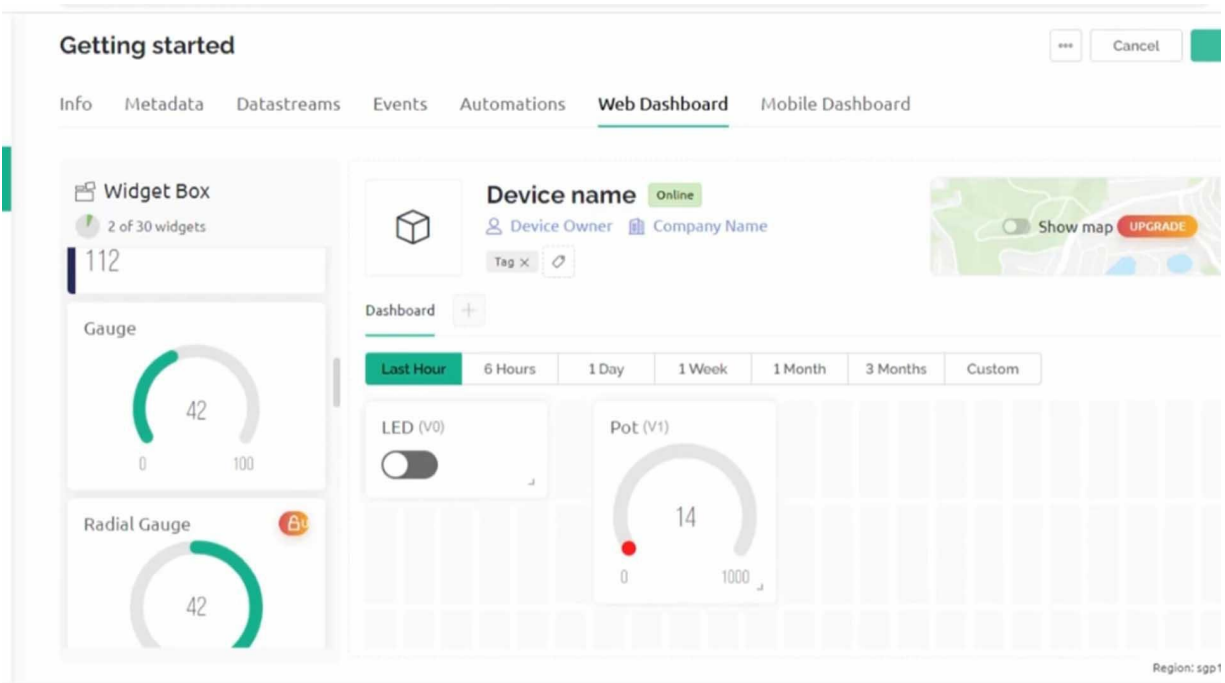 Getting started
Cancel
Info Metadata Datastreams Events Automations Web Dashboard Mobile Dashboard
Widget Box
2 of 30 widgets
112
Gauge
42
0 100
Radial Gauge
42
Device name Online
Device Owner Company Name
Tag
Show map UPGRADE
Dashboard
Last Hour 6 Hours 1 Day 1 Week 1 Month 3 Months Custom
LED (V0)
Pot (V1)
14
0 1000
Region: sgp1